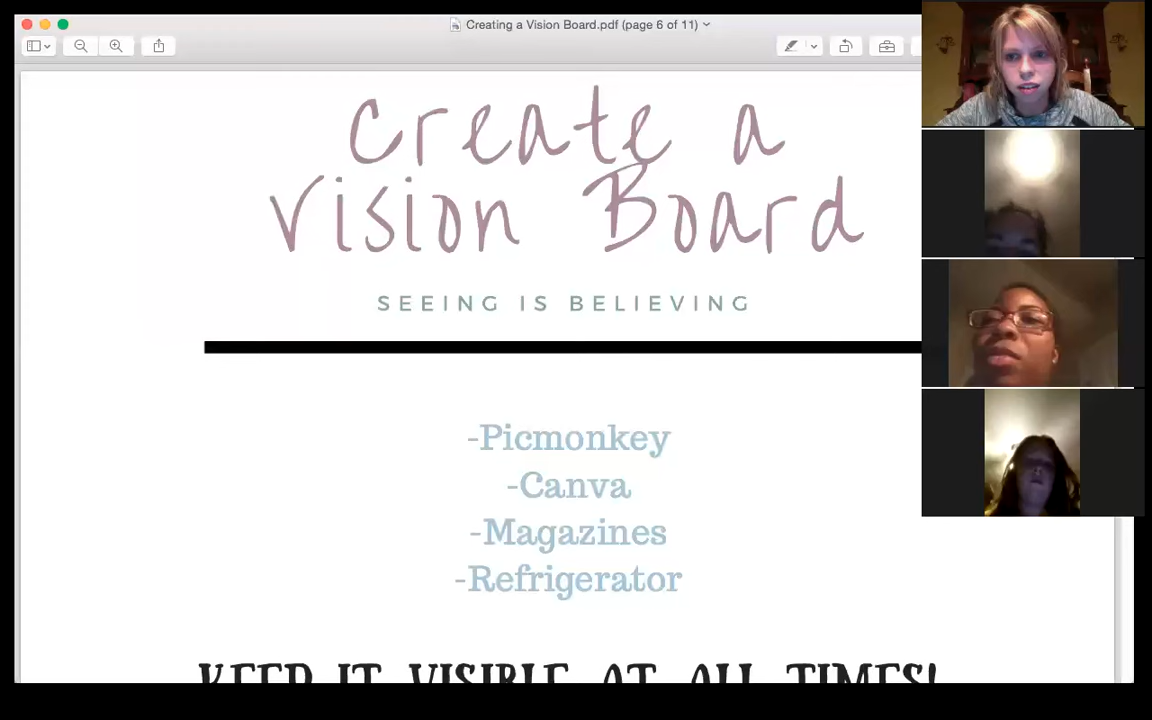 Creating a Vision Board.pdf (page 6 of 11)
Create a
Vision Board
SEEING IS BELIEVING
-Picmonkey
-Canva
-Magazines
-Refrigerator
KEEP IT VISIBLE AT ALL TIMES!